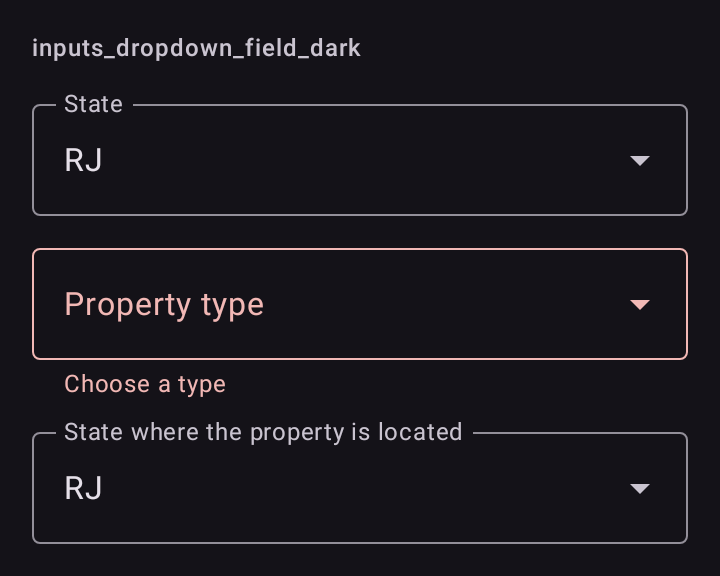 inputs_dropdown_field_dark
State
RJ
Property type
Choose a type
State where the property is located
RJ